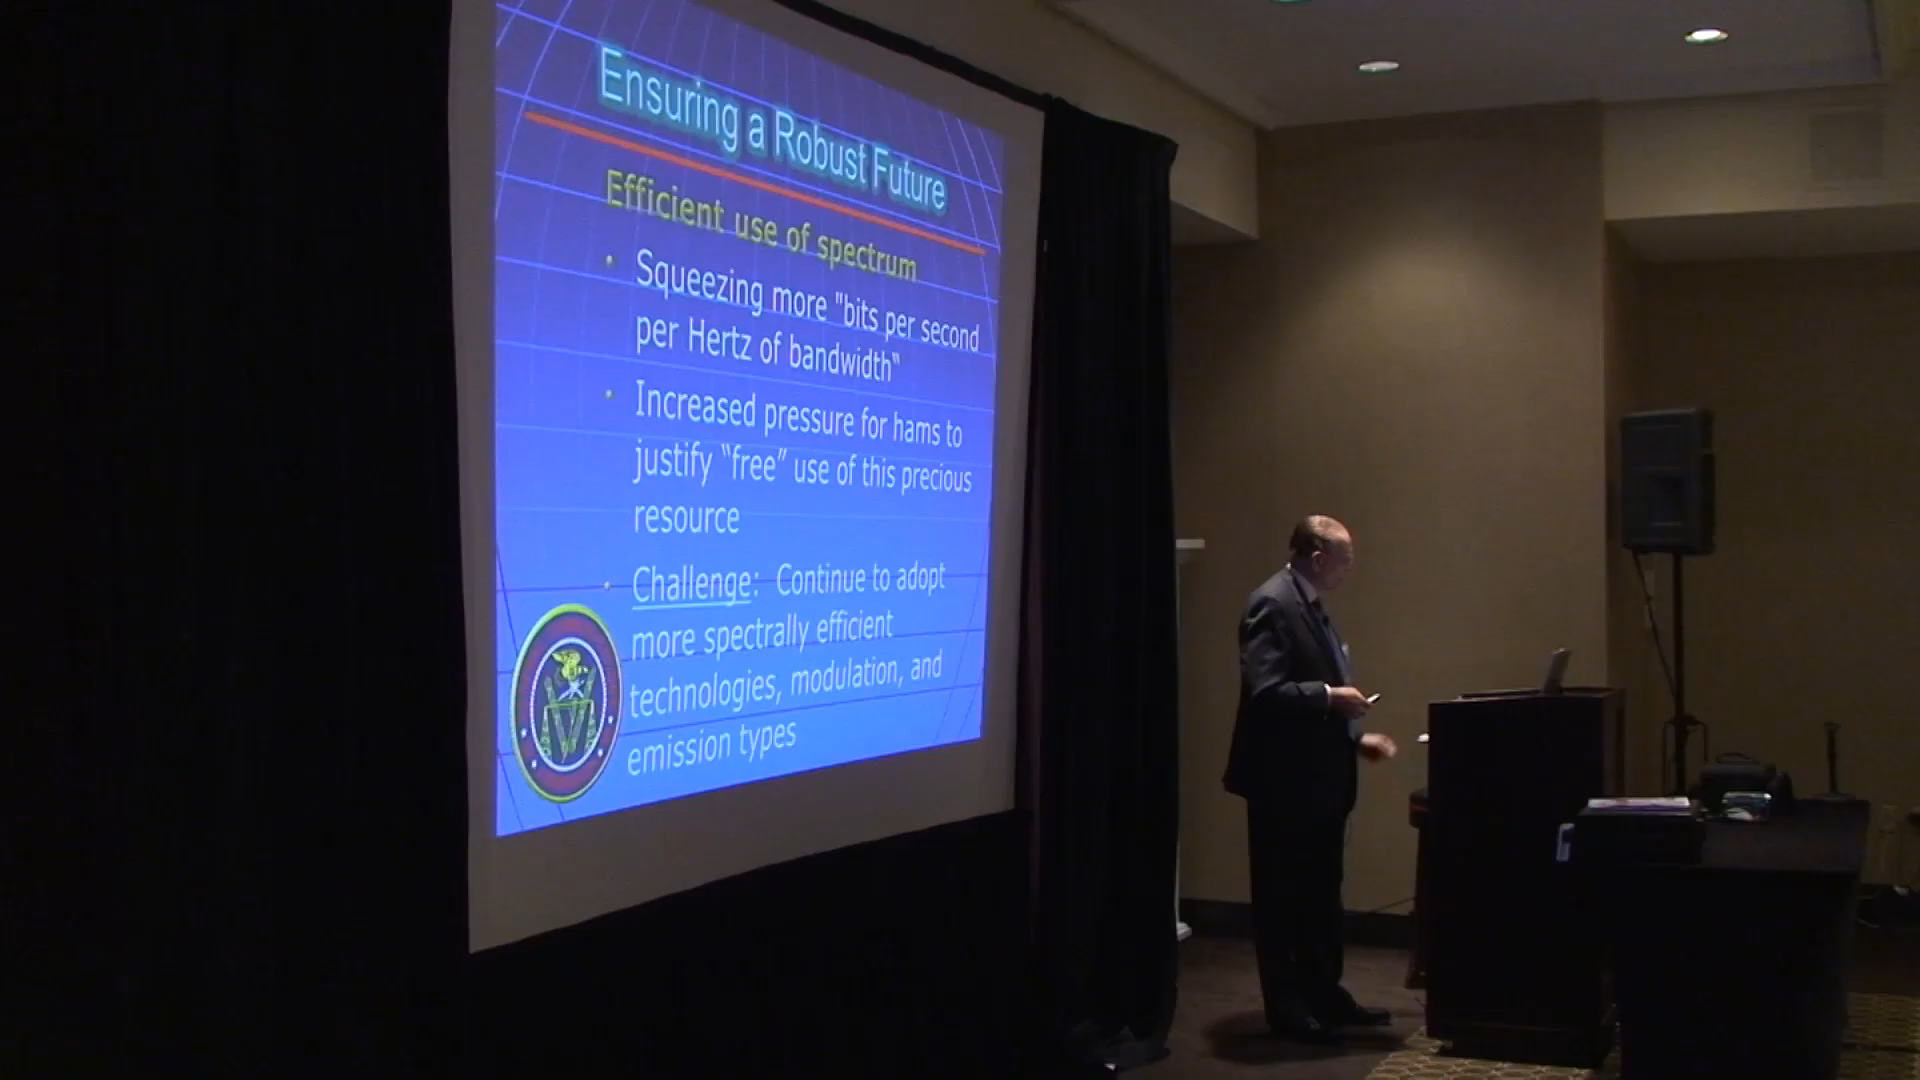 Ensuring a Robust Future
Efficient use of spectrum
• Squeezing more "bits per second
per Hertz of bandwidth"
• Increased pressure for hams to
justify “free” use of this precious
resource
• Challenge: Continue to adopt
more spectrally efficient
technologies, modulation, and
emission types